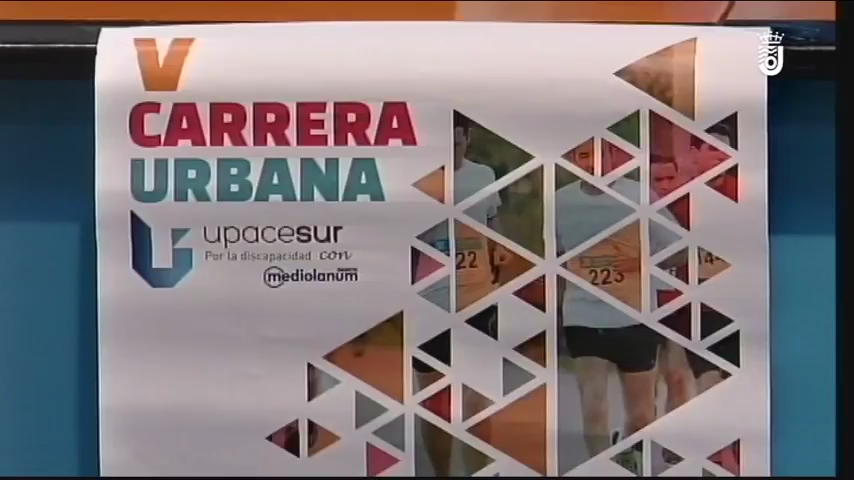 V
CARRERA
URBANA
upacesur
Por la discapacidad con
mediolanum
22
223